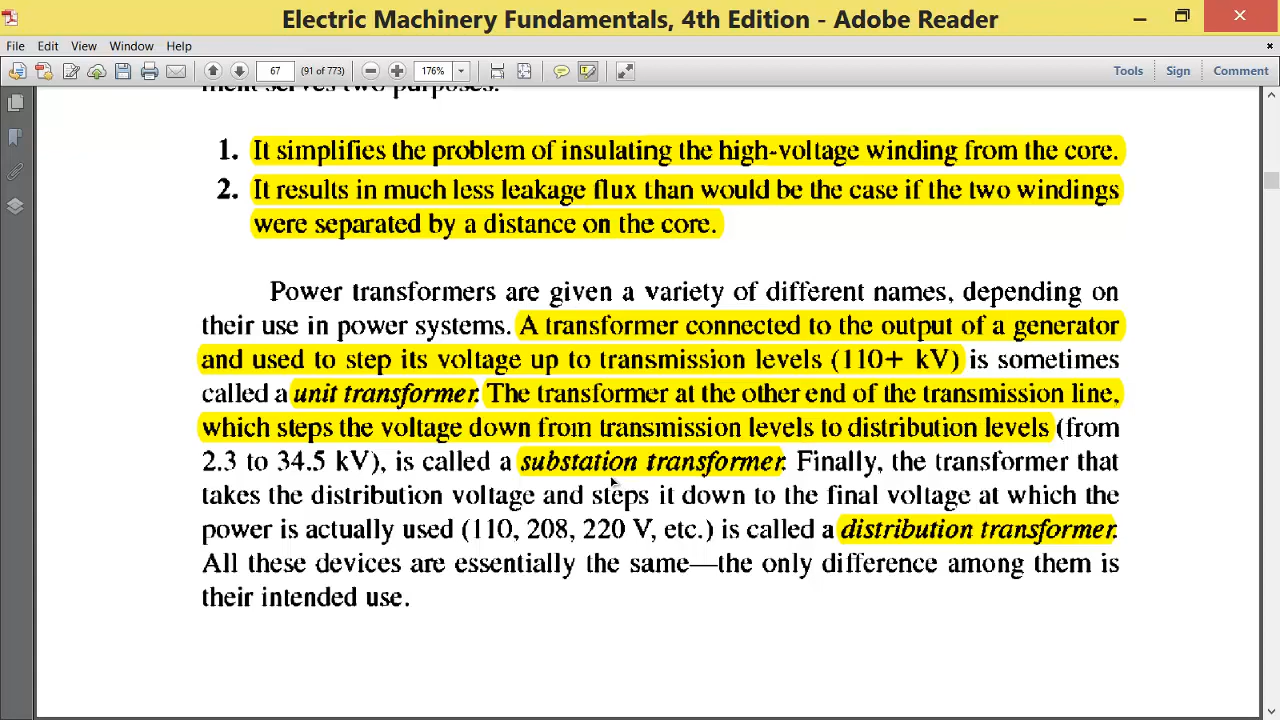 Electric Machinery Fundamentals, 4th Edition - Adobe Reader
File Edit View Window Help
67 (91 of 773) 176% Tools Sign Comment
ment serves two purposes:
1. It simplifies the problem of insulating the high-voltage winding from the core.
2. It results in much less leakage flux than would be the case if the two windings
were separated by a distance on the core.
Power transformers are given a variety of different names, depending on
their use in power systems. A transformer connected to the output of a generator
and used to step its voltage up to transmission levels (110+ kV) is sometimes
called a unit transformer. The transformer at the other end of the transmission line,
which steps the voltage down from transmission levels to distribution levels (from
2.3 to 34.5 kV), is called a substation transformer. Finally, the transformer that
takes the distribution voltage and steps it down to the final voltage at which the
power is actually used (110, 208, 220 V, etc.) is called a distribution transformer.
All these devices are essentially the same—the only difference among them is
their intended use.